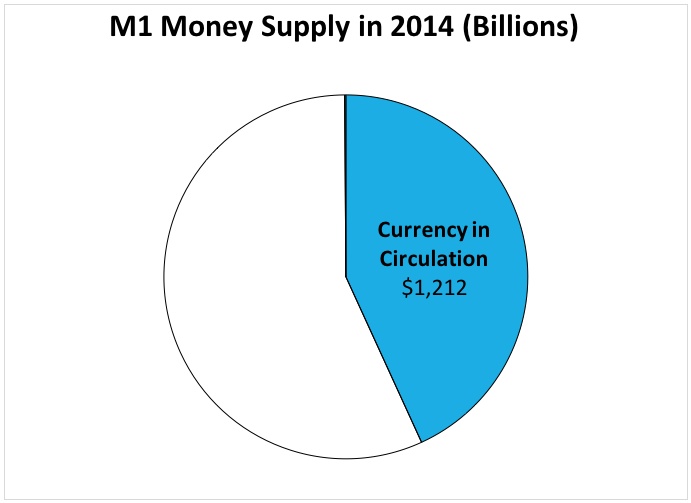 M1 Money Supply in 2014 (Billions)
Currency in
Circulation
$1,212